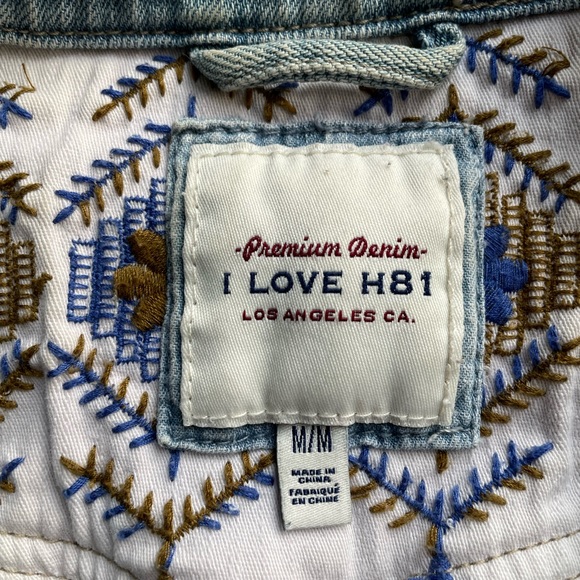 -Premium Denim-
I LOVE H81
LOS ANGELES CA.
M/M
MADE IN
CHINA
FABRIQUÉ
EN CHINE